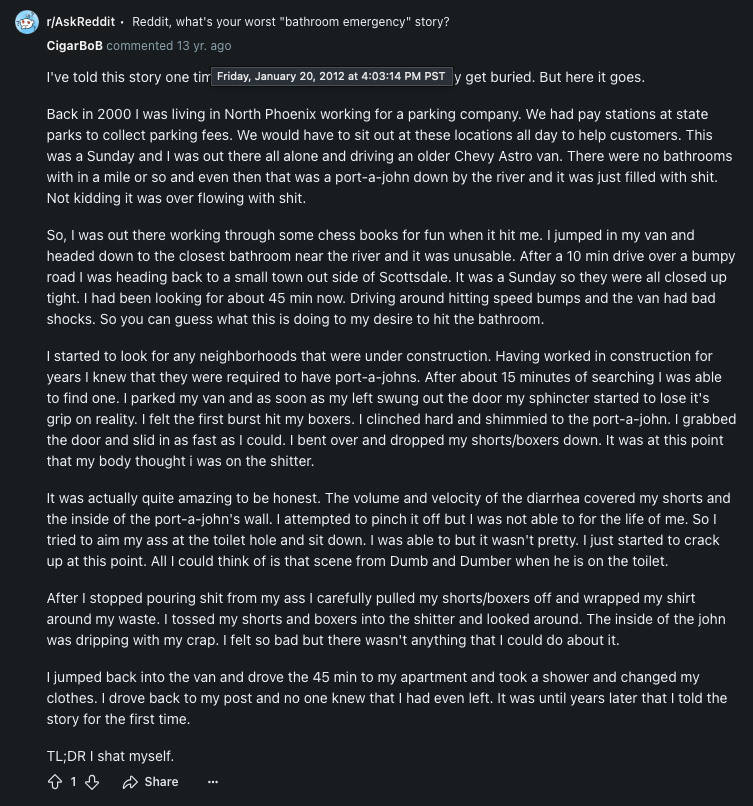 r/AskReddit • Reddit, what's your worst "bathroom emergency" story?
CigarBoB commented 13 yr. ago
I've told this story one tim Friday, January 20, 2012 at 4:03:14 PM PST y get buried. But here it goes.
Back in 2000 I was living in North Phoenix working for a parking company. We had pay stations at state
parks to collect parking fees. We would have to sit out at these locations all day to help customers. This
was a Sunday and I was out there all alone and driving an older Chevy Astro van. There were no bathrooms
with in a mile or so and even then that was a port-a-john down by the river and it was just filled with shit.
Not kidding it was over flowing with shit.
So, I was out there working through some chess books for fun when it hit me. I jumped in my van and
headed down to the closest bathroom near the river and it was unusable. After a 10 min drive over a bumpy
road I was heading back to a small town out side of Scottsdale. It was a Sunday so they were all closed up
tight. I had been looking for about 45 min now. Driving around hitting speed bumps and the van had bad
shocks. So you can guess what this is doing to my desire to hit the bathroom.
I started to look for any neighborhoods that were under construction. Having worked in construction for
years I knew that they were required to have port-a-johns. After about 15 minutes of searching I was able
to find one. I parked my van and as soon as my left swung out the door my sphincter started to lose it's
grip on reality. I felt the first burst hit my boxers. I clinched hard and shimmied to the port-a-john. I grabbed
the door and slid in as fast as I could. I bent over and dropped my shorts/boxers down. It was at this point
that my body thought i was on the shitter.
It was actually quite amazing to be honest. The volume and velocity of the diarrhea covered my shorts and
the inside of the port-a-john's wall. I attempted to pinch it off but I was not able to for the life of me. So I
tried to aim my ass at the toilet hole and sit down. I was able to but it wasn't pretty. I just started to crack
up at this point. All I could think of is that scene from Dumb and Dumber when he is on the toilet.
After I stopped pouring shit from my ass I carefully pulled my shorts/boxers off and wrapped my shirt
around my waste. I tossed my shorts and boxers into the shitter and looked around. The inside of the john
was dripping with my crap. I felt so bad but there wasn't anything that I could do about it.
I jumped back into the van and drove the 45 min to my apartment and took a shower and changed my
clothes. I drove back to my post and no one knew that I had even left. It was until years later that I told the
story for the first time.
TL;DR I shat myself.
1 Share ...